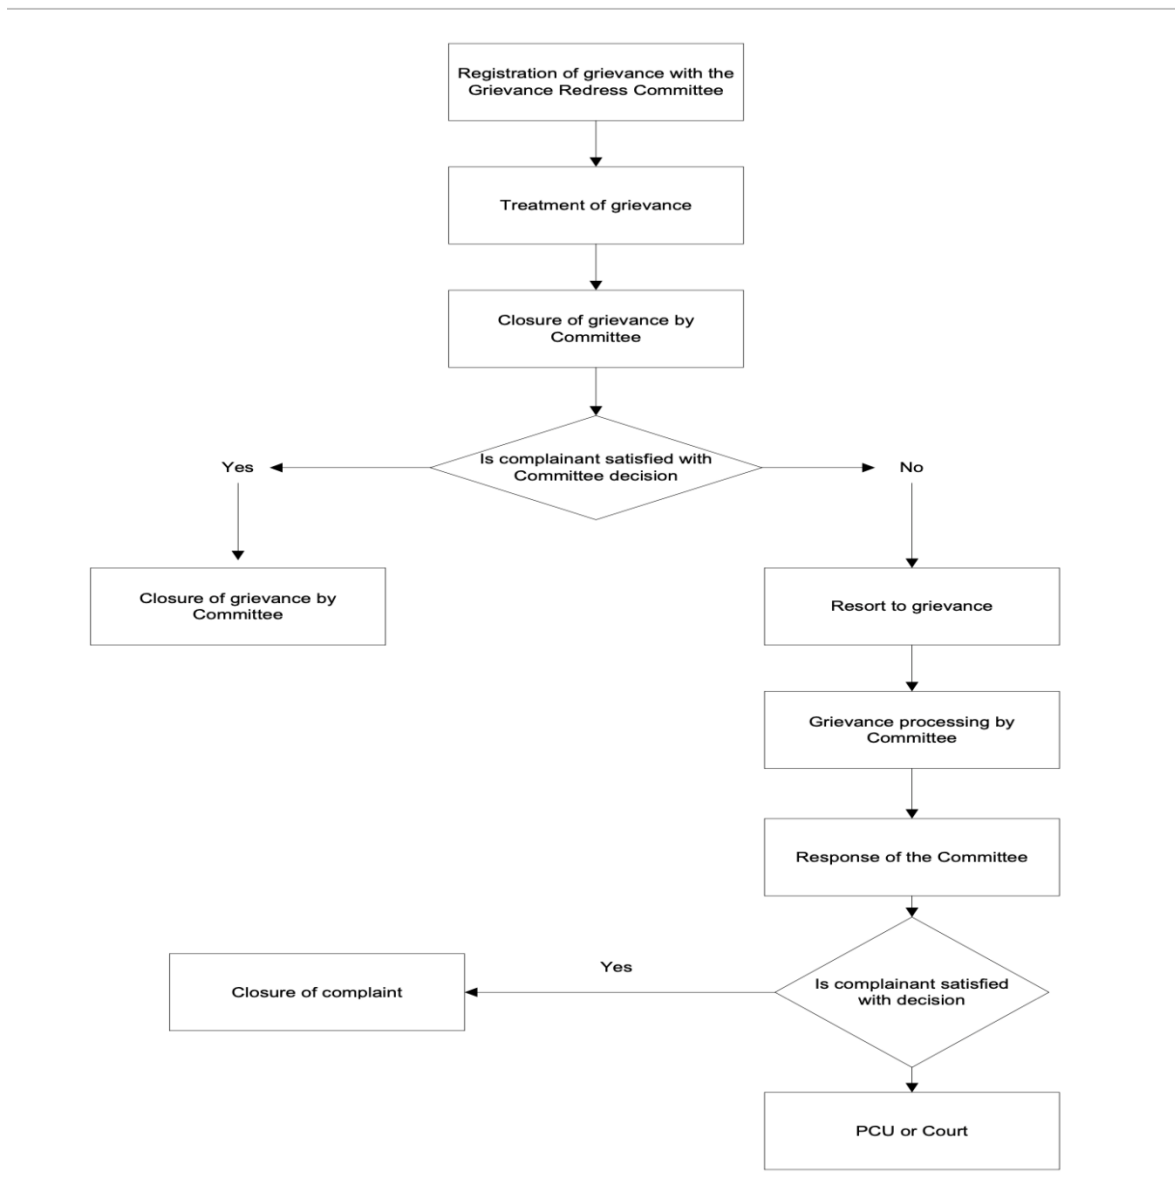 Registration of grievance with the
Grievance Redress Committee
Treatment of grievance
Closure of grievance by
Committee
Is complainant satisfied with
Committee decision
Yes
No
Closure of grievance by
Committee
Resort to grievance
Grievance processing by
Committee
Response of the Committee
Is complainant satisfied
with decision
Yes
Closure of complaint
PCU or Court